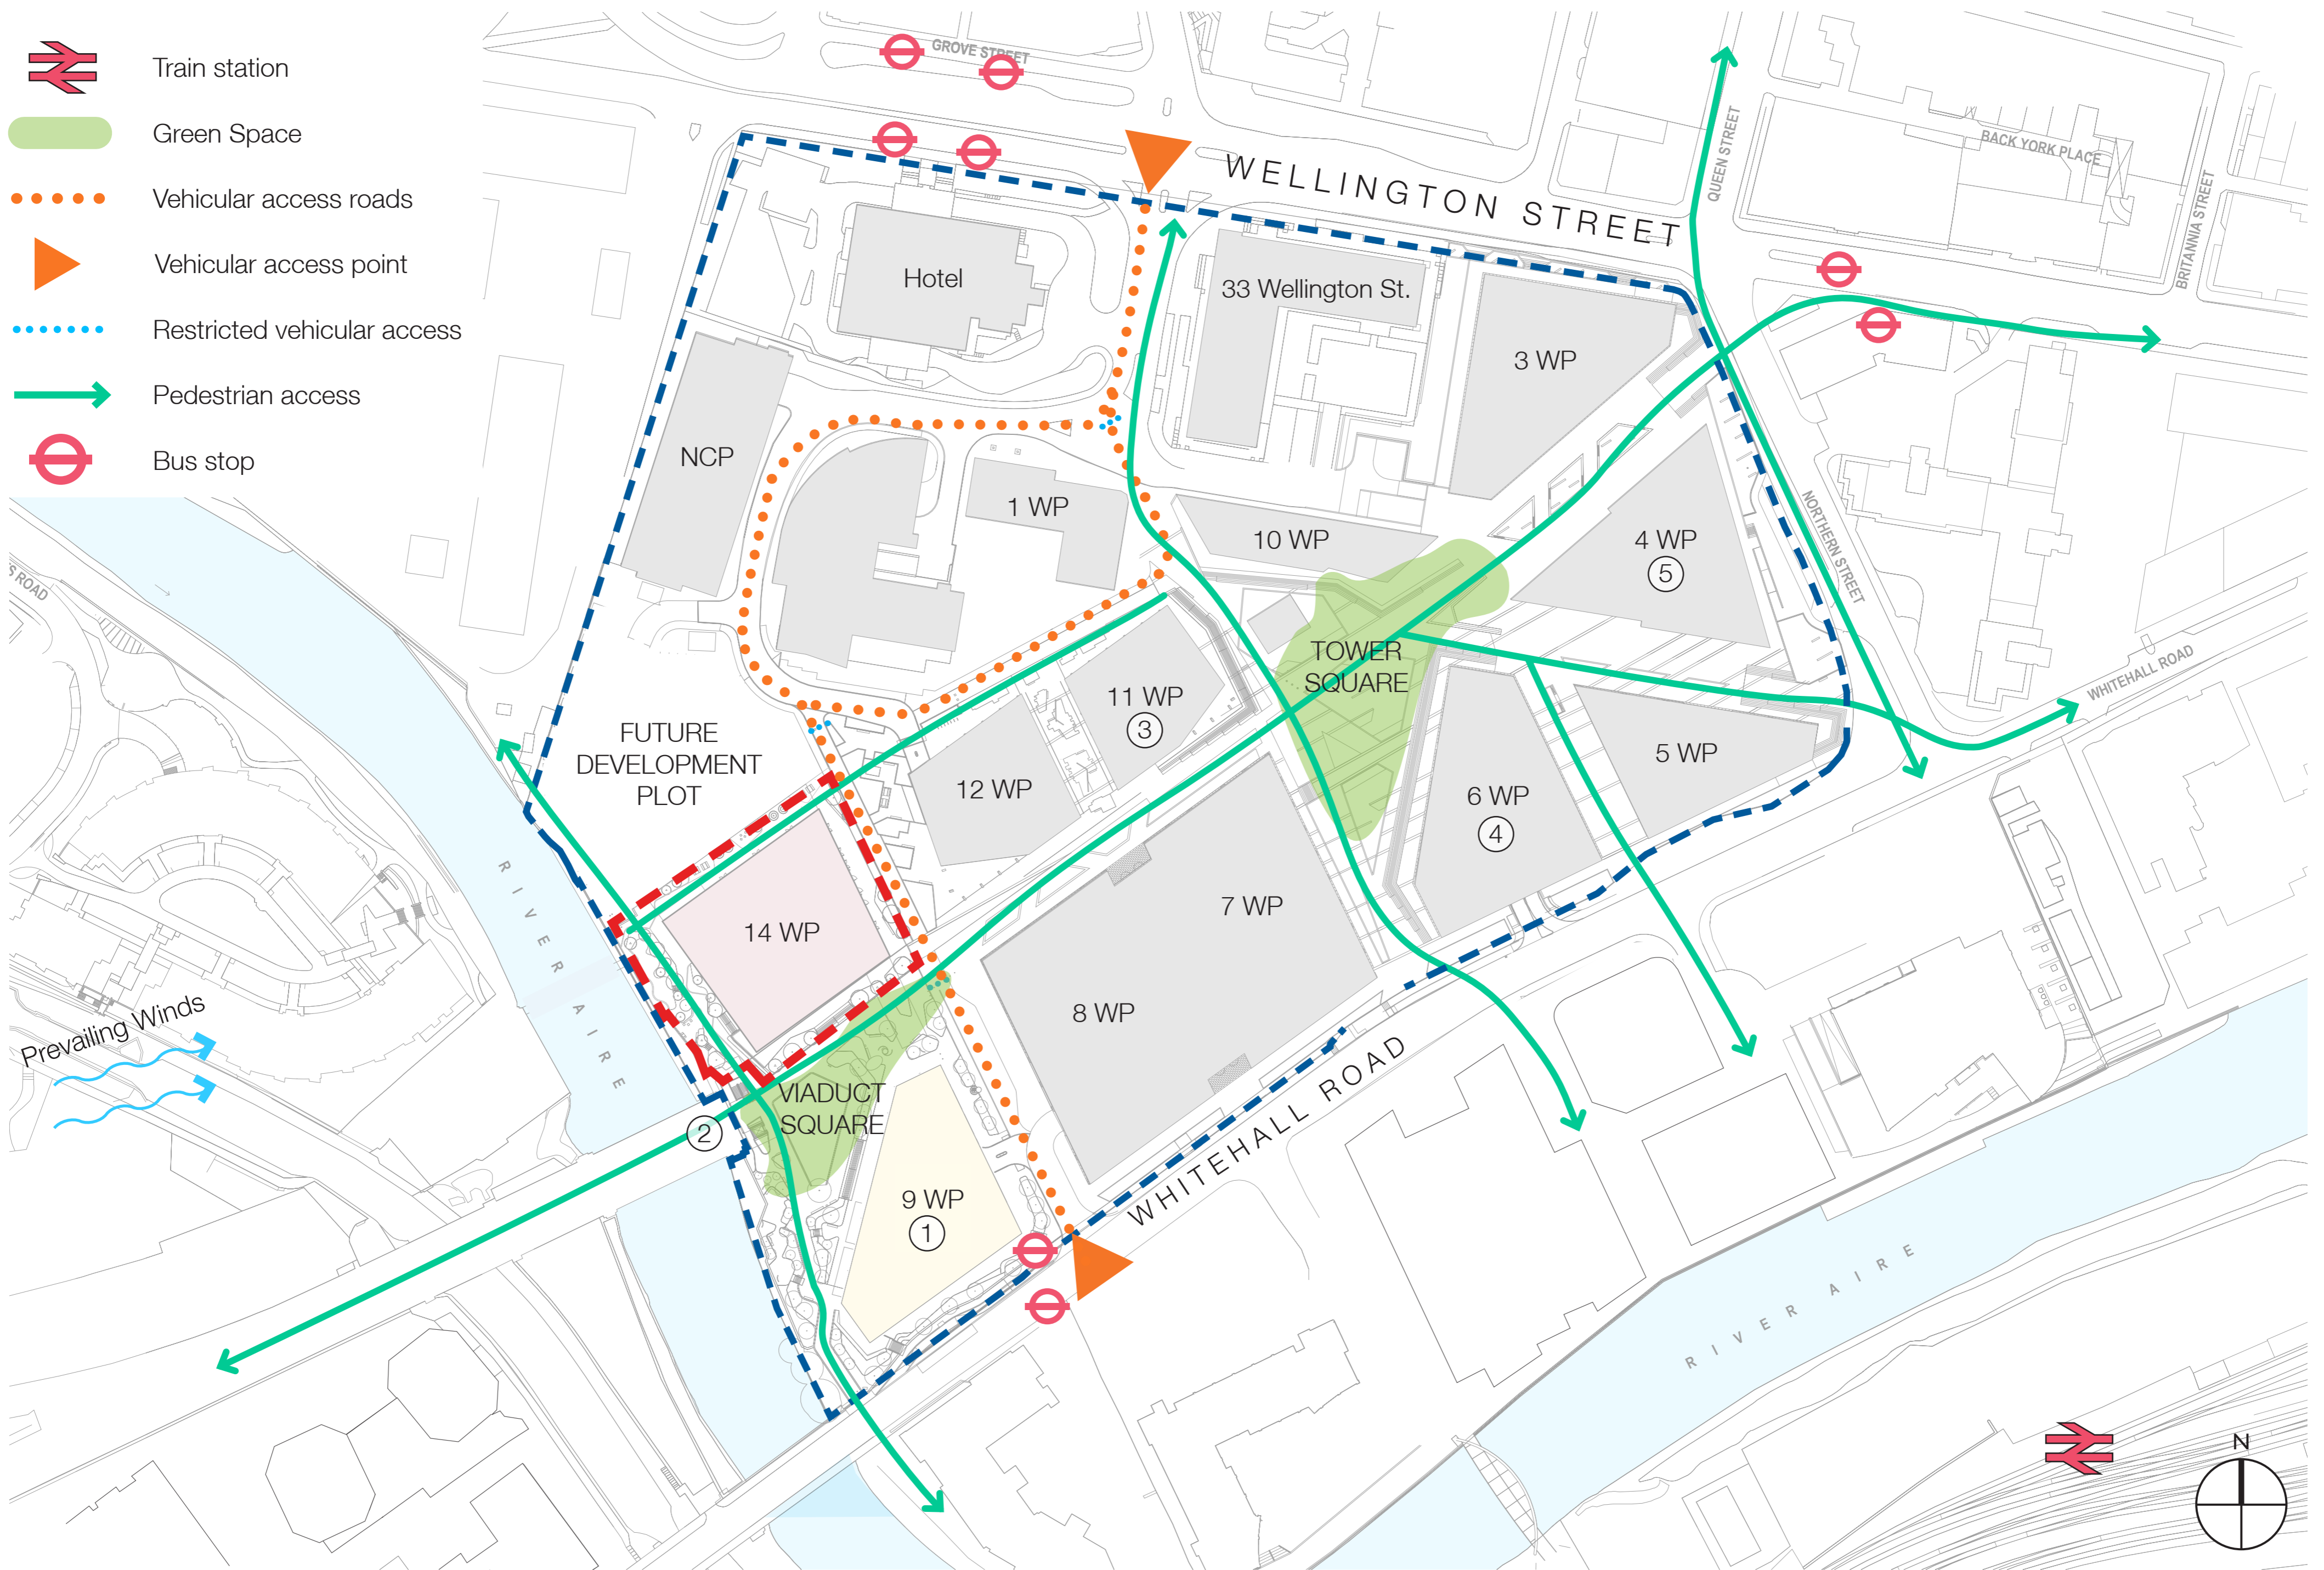 Train station
Green Space
Vehicular access roads
Vehicular access point
Restricted vehicular access
Pedestrian access
Bus stop
GROVE STREET
WELLINGTON STREET
QUEEN STREET
BACK YORK PLACE
BRITANNIA STREET
Hotel
33 Wellington St.
3 WP
NCP
1 WP
10 WP
4 WP
5
NORTHERN STREET
S ROAD
TOWER
SQUARE
WHITEHALL ROAD
11 WP
3
FUTURE
DEVELOPMENT
PLOT
12 WP
5 WP
6 WP
4
RIVER AIRE
14 WP
7 WP
8 WP
Prevailing Winds
VIADUCT
SQUARE
2
WHITEHALL ROAD
9 WP
1
RIVER AIRE
N